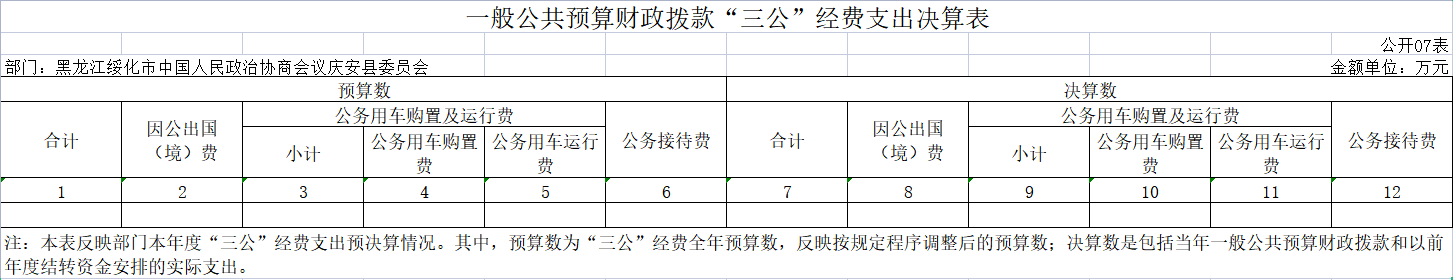 一般公共预算财政拨款“三公”经费支出决算表
公开07表
部门：黑龙江绥化市中国人民政治协商会议庆安县委员会 金额单位：万元
预算数 决算数
合计 因公出国（境）费 公务用车购置及运行费 公务接待费 合计 因公出国（境）费 公务用车购置及运行费 公务接待费
小计 公务用车购置费 公务用车运行费 小计 公务用车购置费 公务用车运行费
1 2 3 4 5 6 7 8 9 10 11 12
注：本表反映部门本年度“三公”经费支出预决算情况。其中，预算数为“三公”经费全年预算数，反映按规定程序调整后的预算数；决算数是包括当年一般公共预算财政拨款和以前
年度结转资金安排的实际支出。